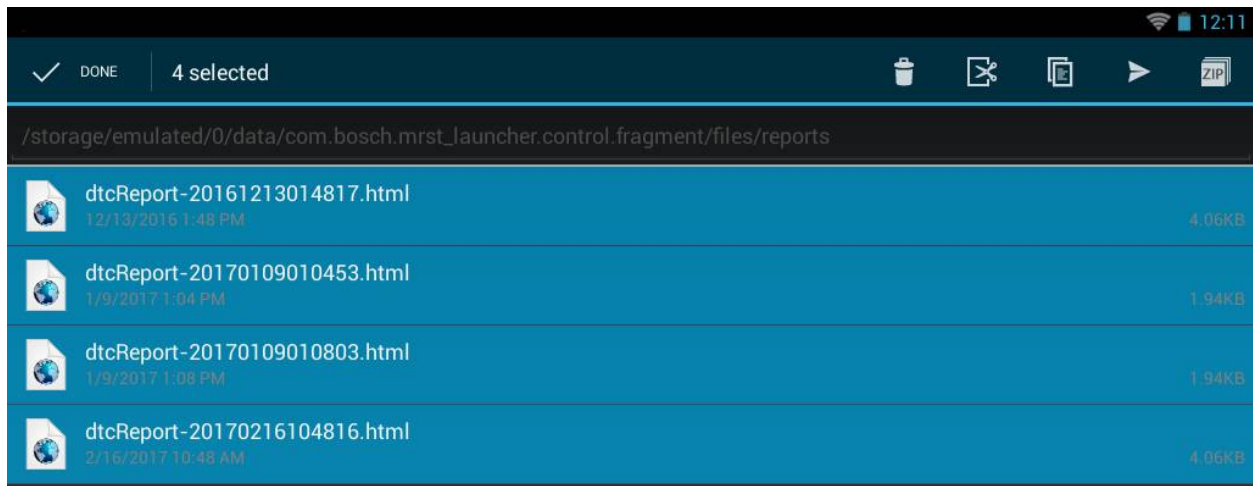 12:11
DONE 4 selected ZIP
/storage/emulated/0/data/com.bosch.mrst_launcher.control.fragment/files/reports
dtcReport-20161213014817.html
12/13/2016 1:48 PM 4.06KB
dtcReport-20170109010453.html
1/9/2017 1:04 PM 1.94KB
dtcReport-20170109010803.html
1/9/2017 1:08 PM 1.94KB
dtcReport-20170216104816.html
2/16/2017 10:48 AM 4.06KB